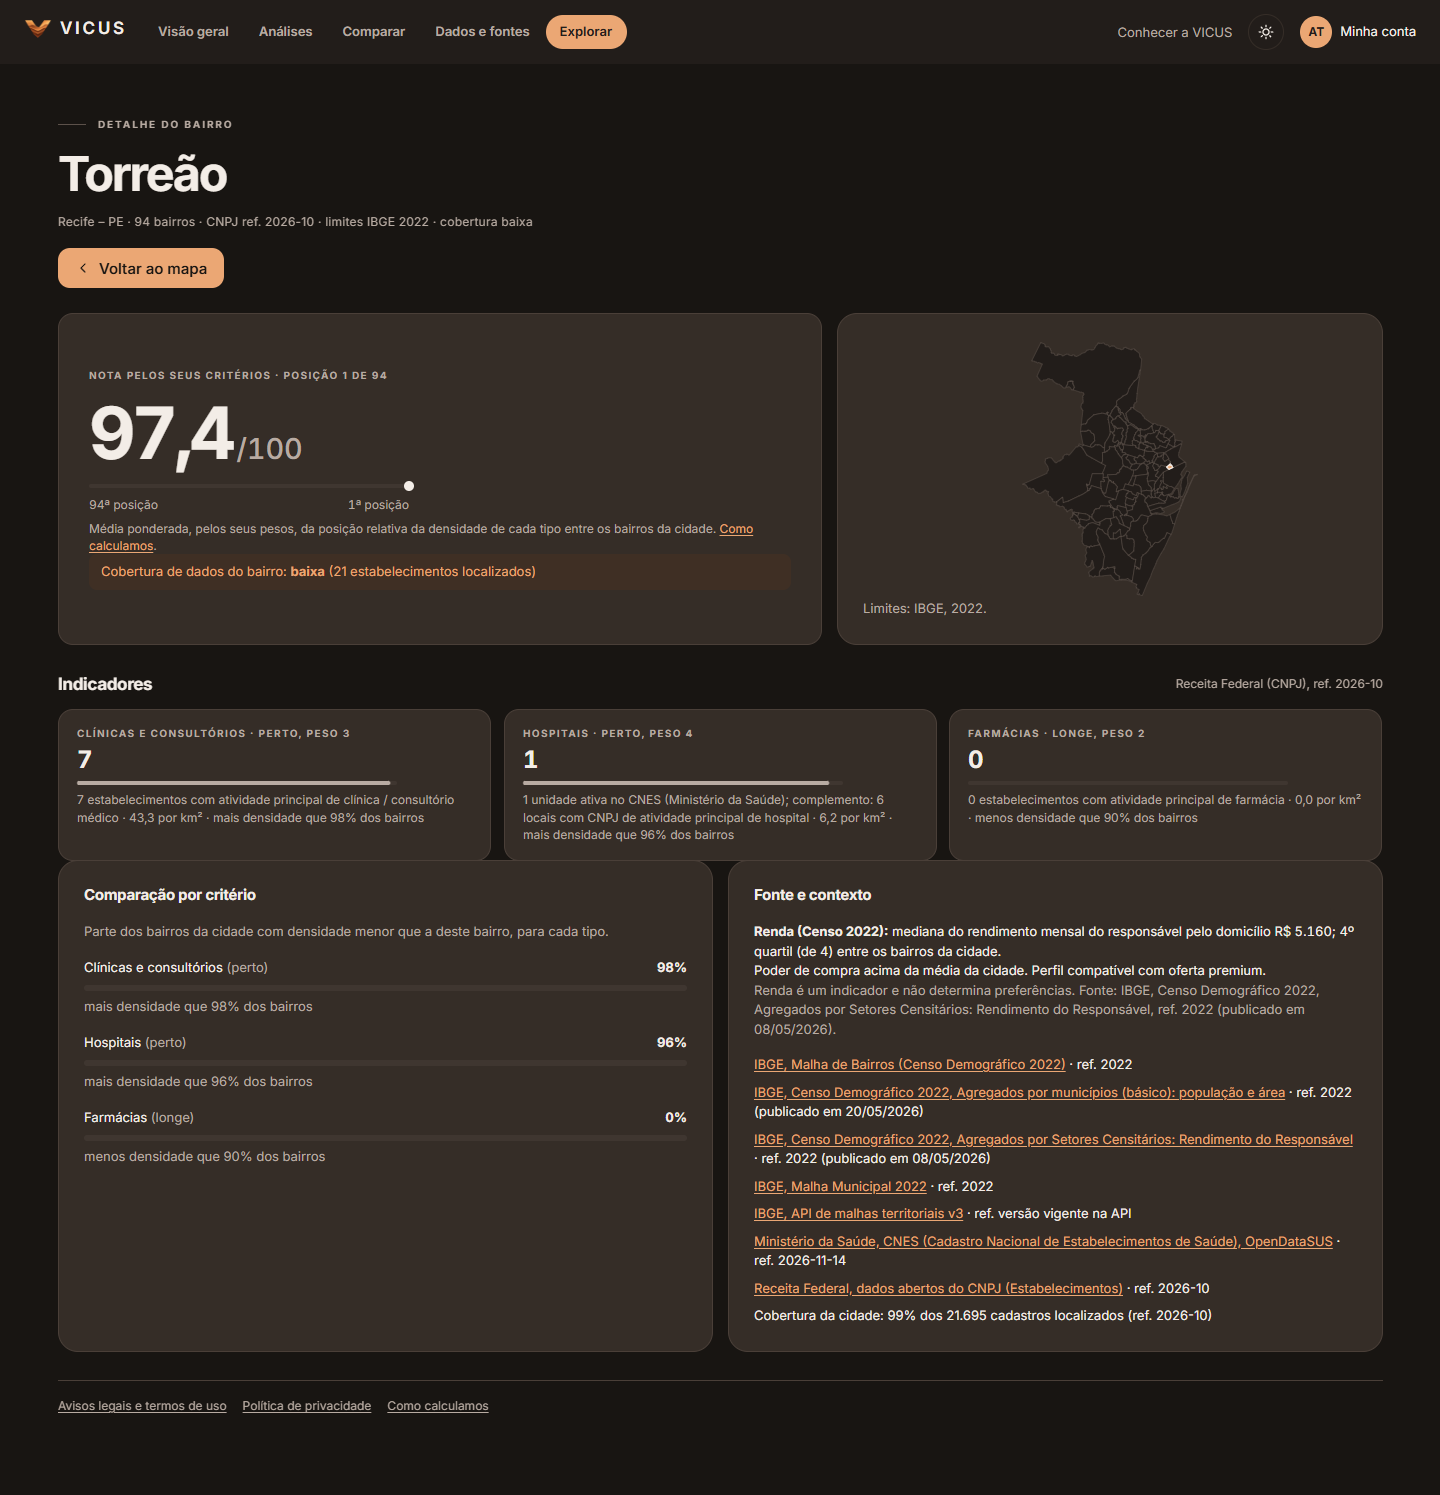 VICUS
Visão geral
Análises
Comparar
Dados e fontes
Explorar
Conhecer a VICUS
AT
Minha conta
DETALHE DO BAIRRO
Torreão
Recife – PE · 94 bairros · CNPJ ref. 2026-10 · limites IBGE 2022 · cobertura baixa
Voltar ao mapa
NOTA PELOS SEUS CRITÉRIOS · POSIÇÃO 1 DE 94
97,4/100
94ª posição
1ª posição
Média ponderada, pelos seus pesos, da posição relativa da densidade de cada tipo entre os bairros da cidade. Como
calculamos.
Cobertura de dados do bairro: baixa (21 estabelecimentos localizados)
Limites: IBGE, 2022.
Indicadores
Receita Federal (CNPJ), ref. 2026-10
CLÍNICAS E CONSULTÓRIOS · PERTO, PESO 3
7
7 estabelecimentos com atividade principal de clínica / consultório
médico · 43,3 por km² · mais densidade que 98% dos bairros
HOSPITAIS · PERTO, PESO 4
1
1 unidade ativa no CNES (Ministério da Saúde); complemento: 6
locais com CNPJ de atividade principal de hospital · 6,2 por km² ·
mais densidade que 96% dos bairros
FARMÁCIAS · LONGE, PESO 2
0
0 estabelecimentos com atividade principal de farmácia · 0,0 por km²
· menos densidade que 90% dos bairros
Comparação por critério
Parte dos bairros da cidade com densidade menor que a deste bairro, para cada tipo.
Clínicas e consultórios (perto)
98%
mais densidade que 98% dos bairros
Hospitais (perto)
96%
mais densidade que 96% dos bairros
Farmácias (longe)
0%
menos densidade que 90% dos bairros
Fonte e contexto
Renda (Censo 2022): mediana do rendimento mensal do responsável pelo domicílio R$ 5.160; 4º
quartil (de 4) entre os bairros da cidade.
Poder de compra acima da média da cidade. Perfil compatível com oferta premium.
Renda é um indicador e não determina preferências. Fonte: IBGE, Censo Demográfico 2022,
Agregados por Setores Censitários: Rendimento do Responsável, ref. 2022 (publicado em
08/05/2026).
IBGE, Malha de Bairros (Censo Demográfico 2022) · ref. 2022
IBGE, Censo Demográfico 2022, Agregados por municípios (básico): população e área · ref. 2022
(publicado em 20/05/2026)
IBGE, Censo Demográfico 2022, Agregados por Setores Censitários: Rendimento do Responsável
· ref. 2022 (publicado em 08/05/2026)
IBGE, Malha Municipal 2022 · ref. 2022
IBGE, API de malhas territoriais v3 · ref. versão vigente na API
Ministério da Saúde, CNES (Cadastro Nacional de Estabelecimentos de Saúde), OpenDataSUS ·
ref. 2026-11-14
Receita Federal, dados abertos do CNPJ (Estabelecimentos) · ref. 2026-10
Cobertura da cidade: 99% dos 21.695 cadastros localizados (ref. 2026-10)
Avisos legais e termos de uso
Política de privacidade
Como calculamos